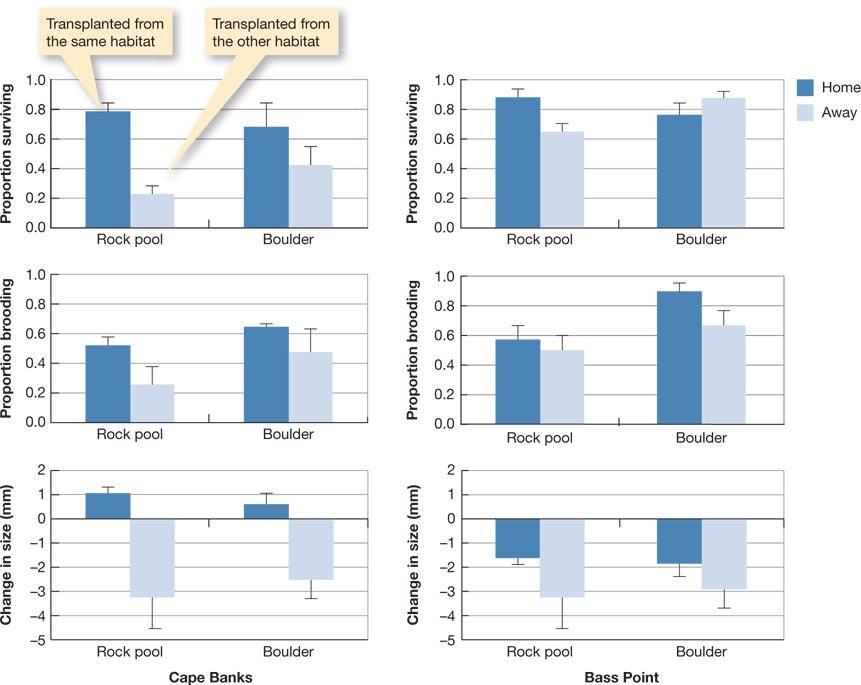 Transplanted from
the same habitat
Transplanted from
the other habitat
Proportion surviving
1.0
0.8
0.6
0.4
0.2
0.0
Rock pool
Boulder
Proportion surviving
1.0
0.8
0.6
0.4
0.2
0.0
Rock pool
Boulder
Home
Away
Proportion brooding
1.0
0.8
0.6
0.4
0.2
0.0
Rock pool
Boulder
Proportion brooding
1.0
0.8
0.6
0.4
0.2
0.0
Rock pool
Boulder
Change in size (mm)
2
1
0
–1
–2
–3
–4
–5
Rock pool
Boulder
Cape Banks
Change in size (mm)
2
1
0
–1
–2
–3
–4
–5
Rock pool
Boulder
Bass Point